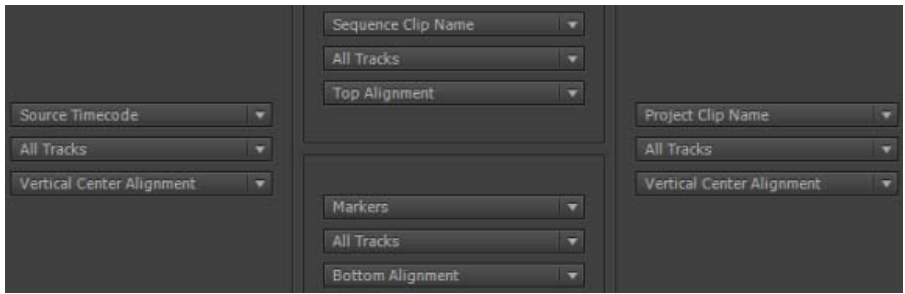 Sequence Clip Name
All Tracks
Top Alignment
Source Timecode
All Tracks
Vertical Center Alignment
Project Clip Name
All Tracks
Vertical Center Alignment
Markers
All Tracks
Bottom Alignment